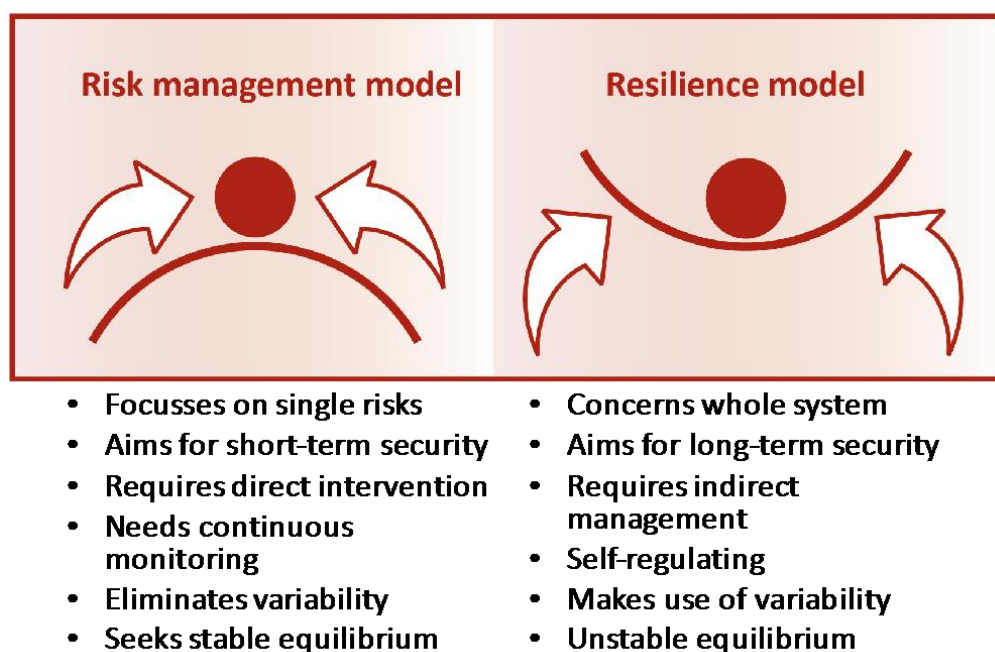 Risk management model
• Focusses on single risks
• Aims for short-term security
• Requires direct intervention
• Needs continuous
monitoring
• Eliminates variability
• Seeks stable equilibrium
Resilience model
• Concerns whole system
• Aims for long-term security
• Requires indirect
management
• Self-regulating
• Makes use of variability
• Unstable equilibrium